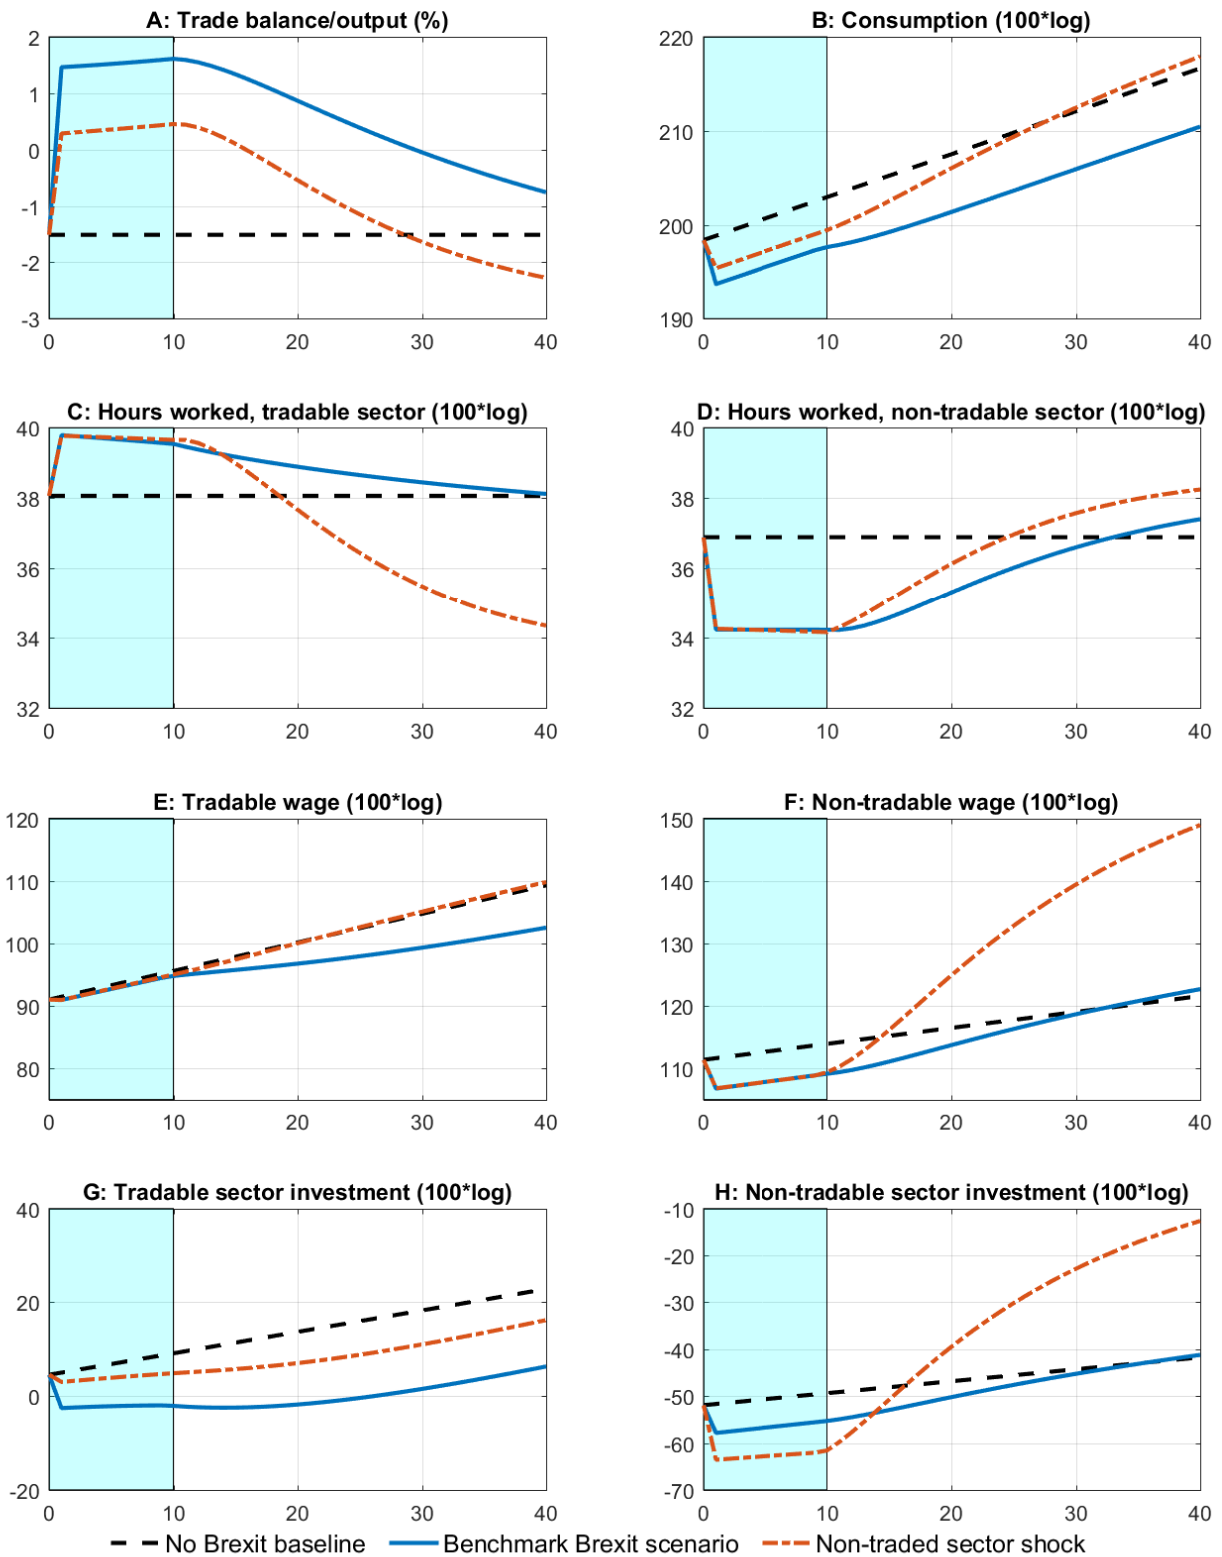 A: Trade balance/output (%)
2
1
0
-1
-2
-3
0 10 20 30 40
B: Consumption (100*log)
220
210
200
190
0 10 20 30 40
C: Hours worked, tradable sector (100*log)
40
38
36
34
32
0 10 20 30 40
D: Hours worked, non-tradable sector (100*log)
40
38
36
34
32
0 10 20 30 40
E: Tradable wage (100*log)
120
110
100
90
80
0 10 20 30 40
F: Non-tradable wage (100*log)
150
140
130
120
110
0 10 20 30 40
G: Tradable sector investment (100*log)
40
20
0
-20
0 10 20 30 40
H: Non-tradable sector investment (100*log)
-10
-20
-30
-40
-50
-60
-70
0 10 20 30 40
No Brexit baseline Benchmark Brexit scenario Non-traded sector shock